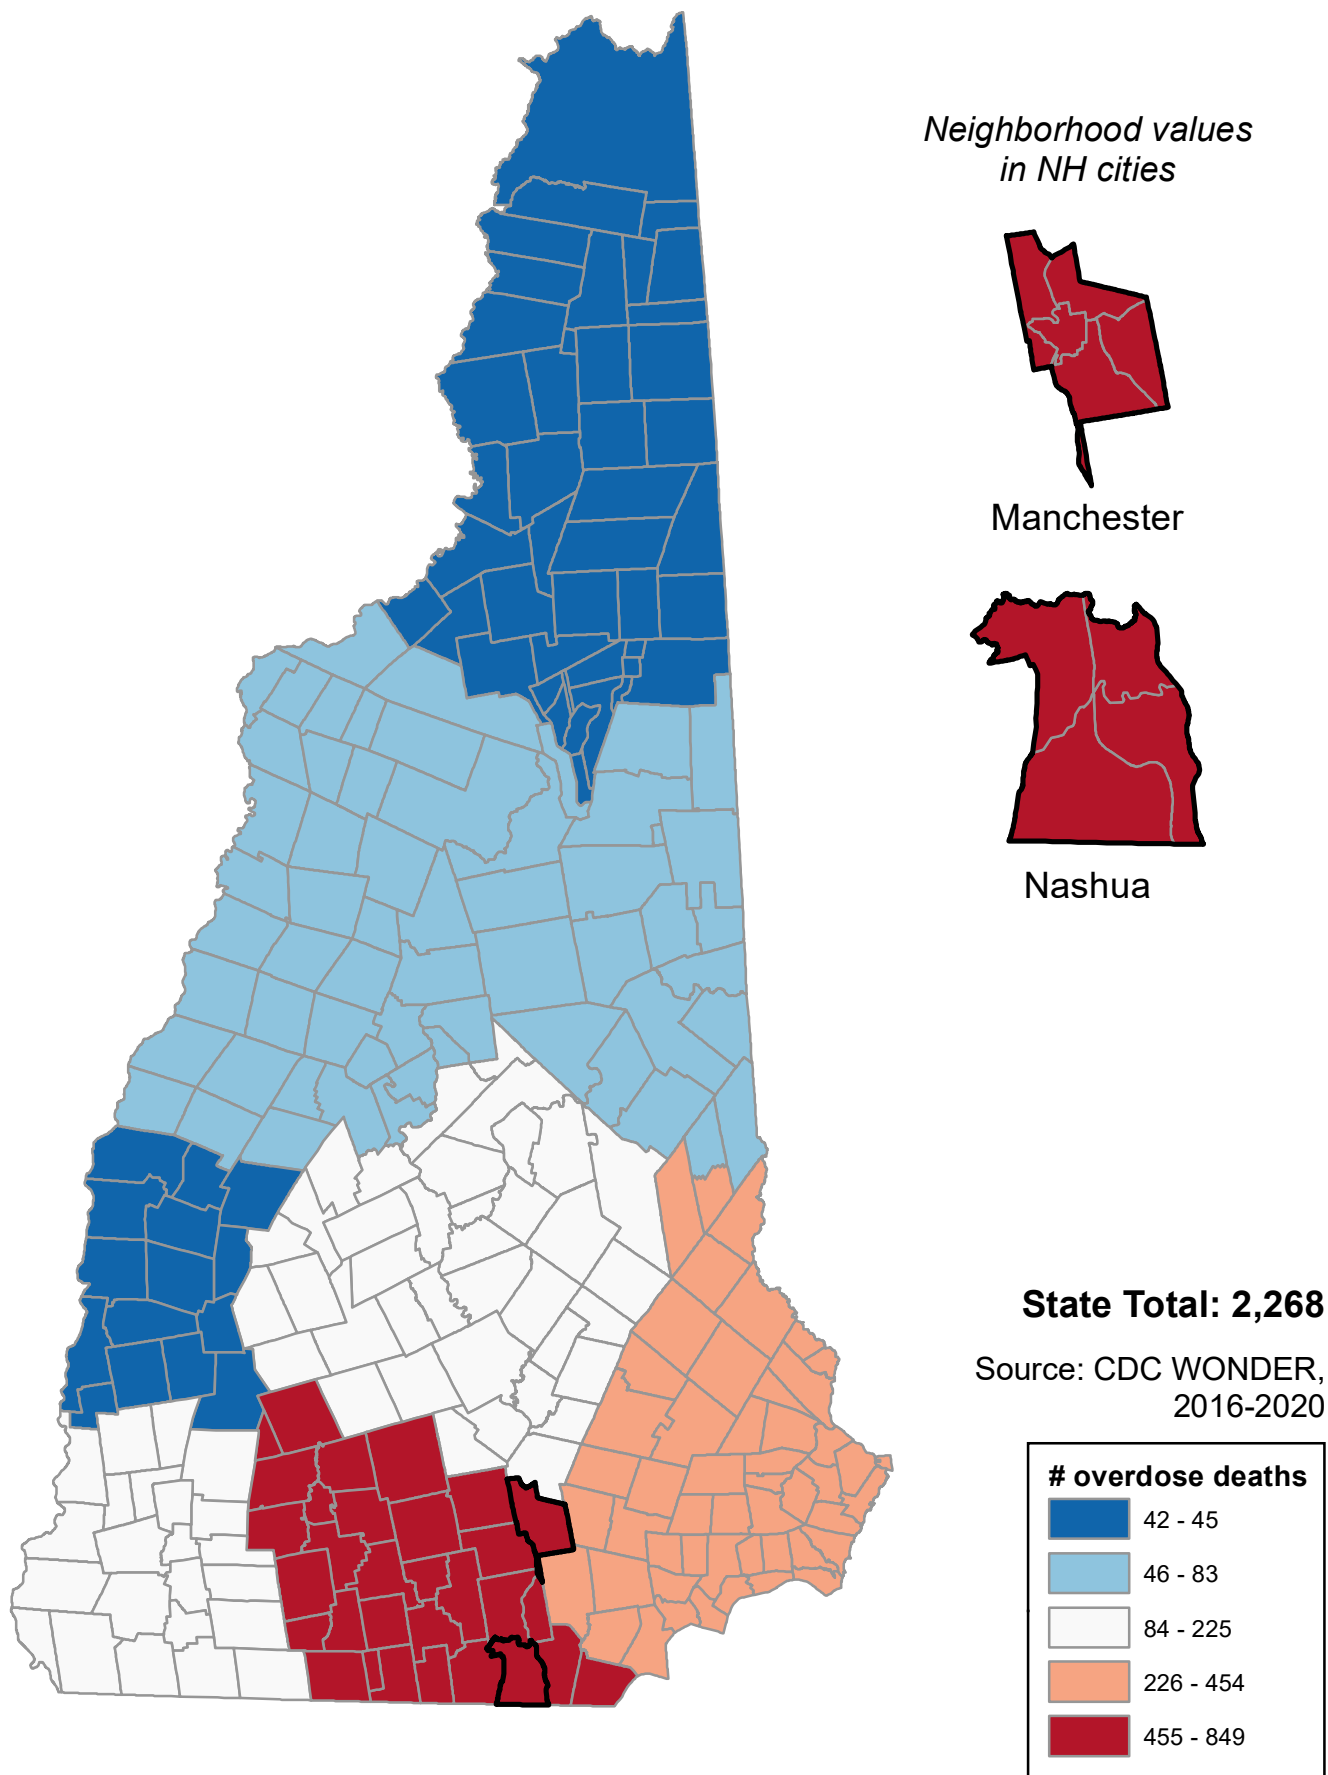 Neighborhood values
in NH cities
Manchester
Nashua
State Total: 2,268
Source: CDC WONDER,
2016-2020
# overdose deaths
42 - 45
46 - 83
84 - 225
226 - 454
455 - 849